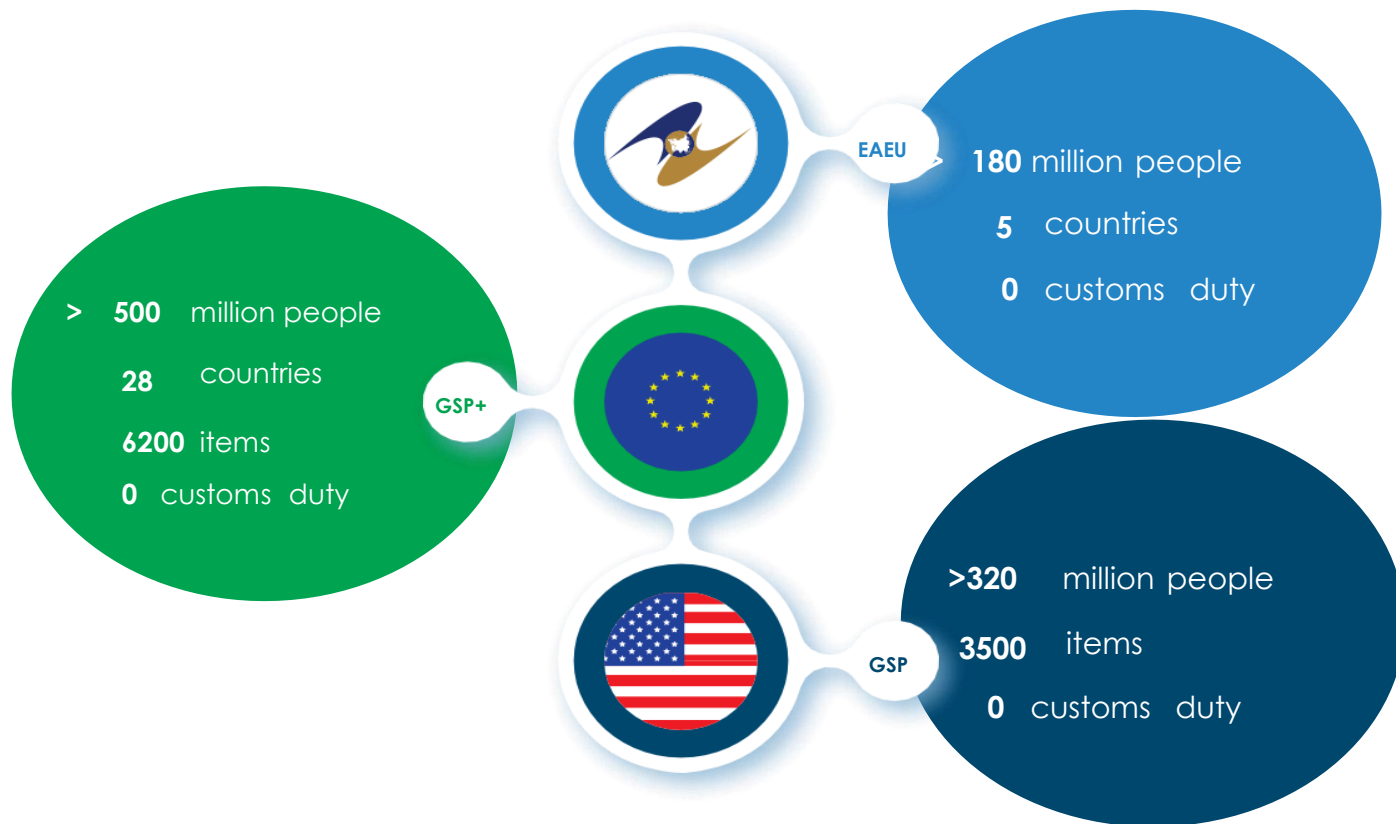 EAEU
> 180 million people
5 countries
0 customs duty
GSP+
> 500 million people
28 countries
6200 items
0 customs duty
GSP
>320 million people
3500 items
0 customs duty